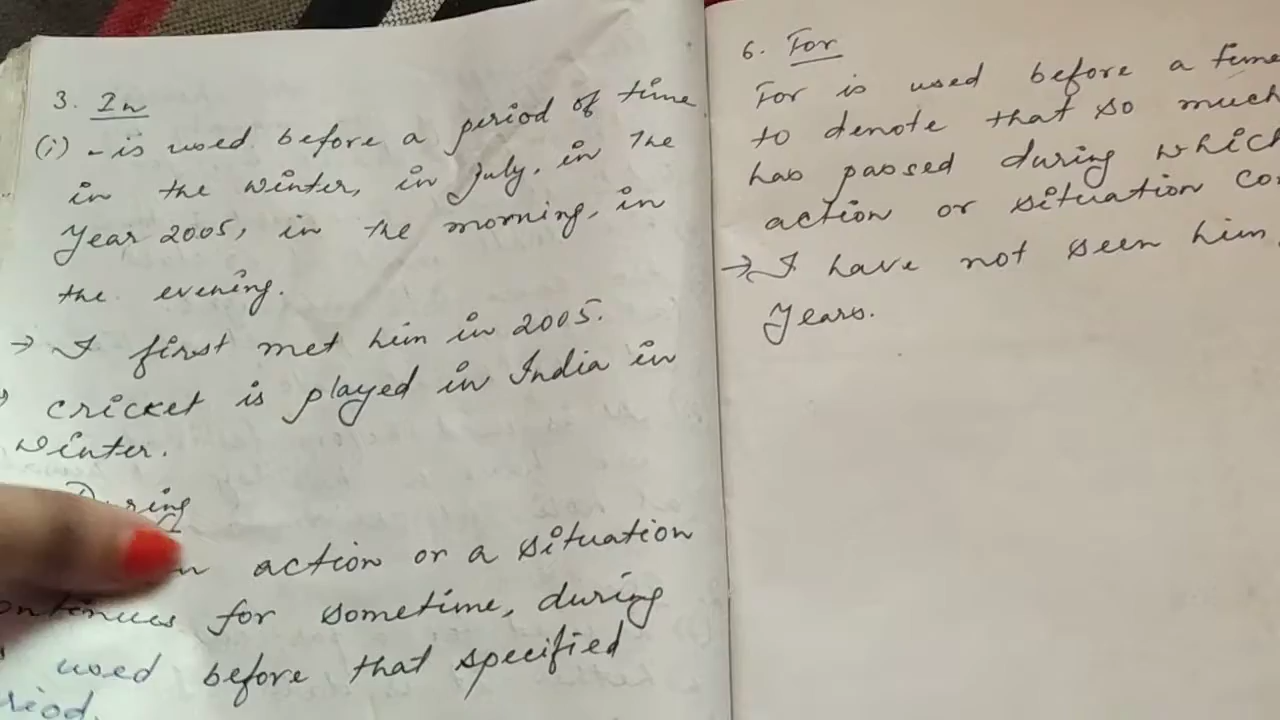 3. In
(i) - is used before a period of time
in the winter, in July, in the
Year 2005, in the morning, in
the evening.
→ I first met him in 2005.
cricket is played in India in
winter.
During
action or a situation
for sometime, during
used before that specified
6. For
For is used before a
to denote that so much
has passed during which
action or situation
→ I have not seen him
Years.